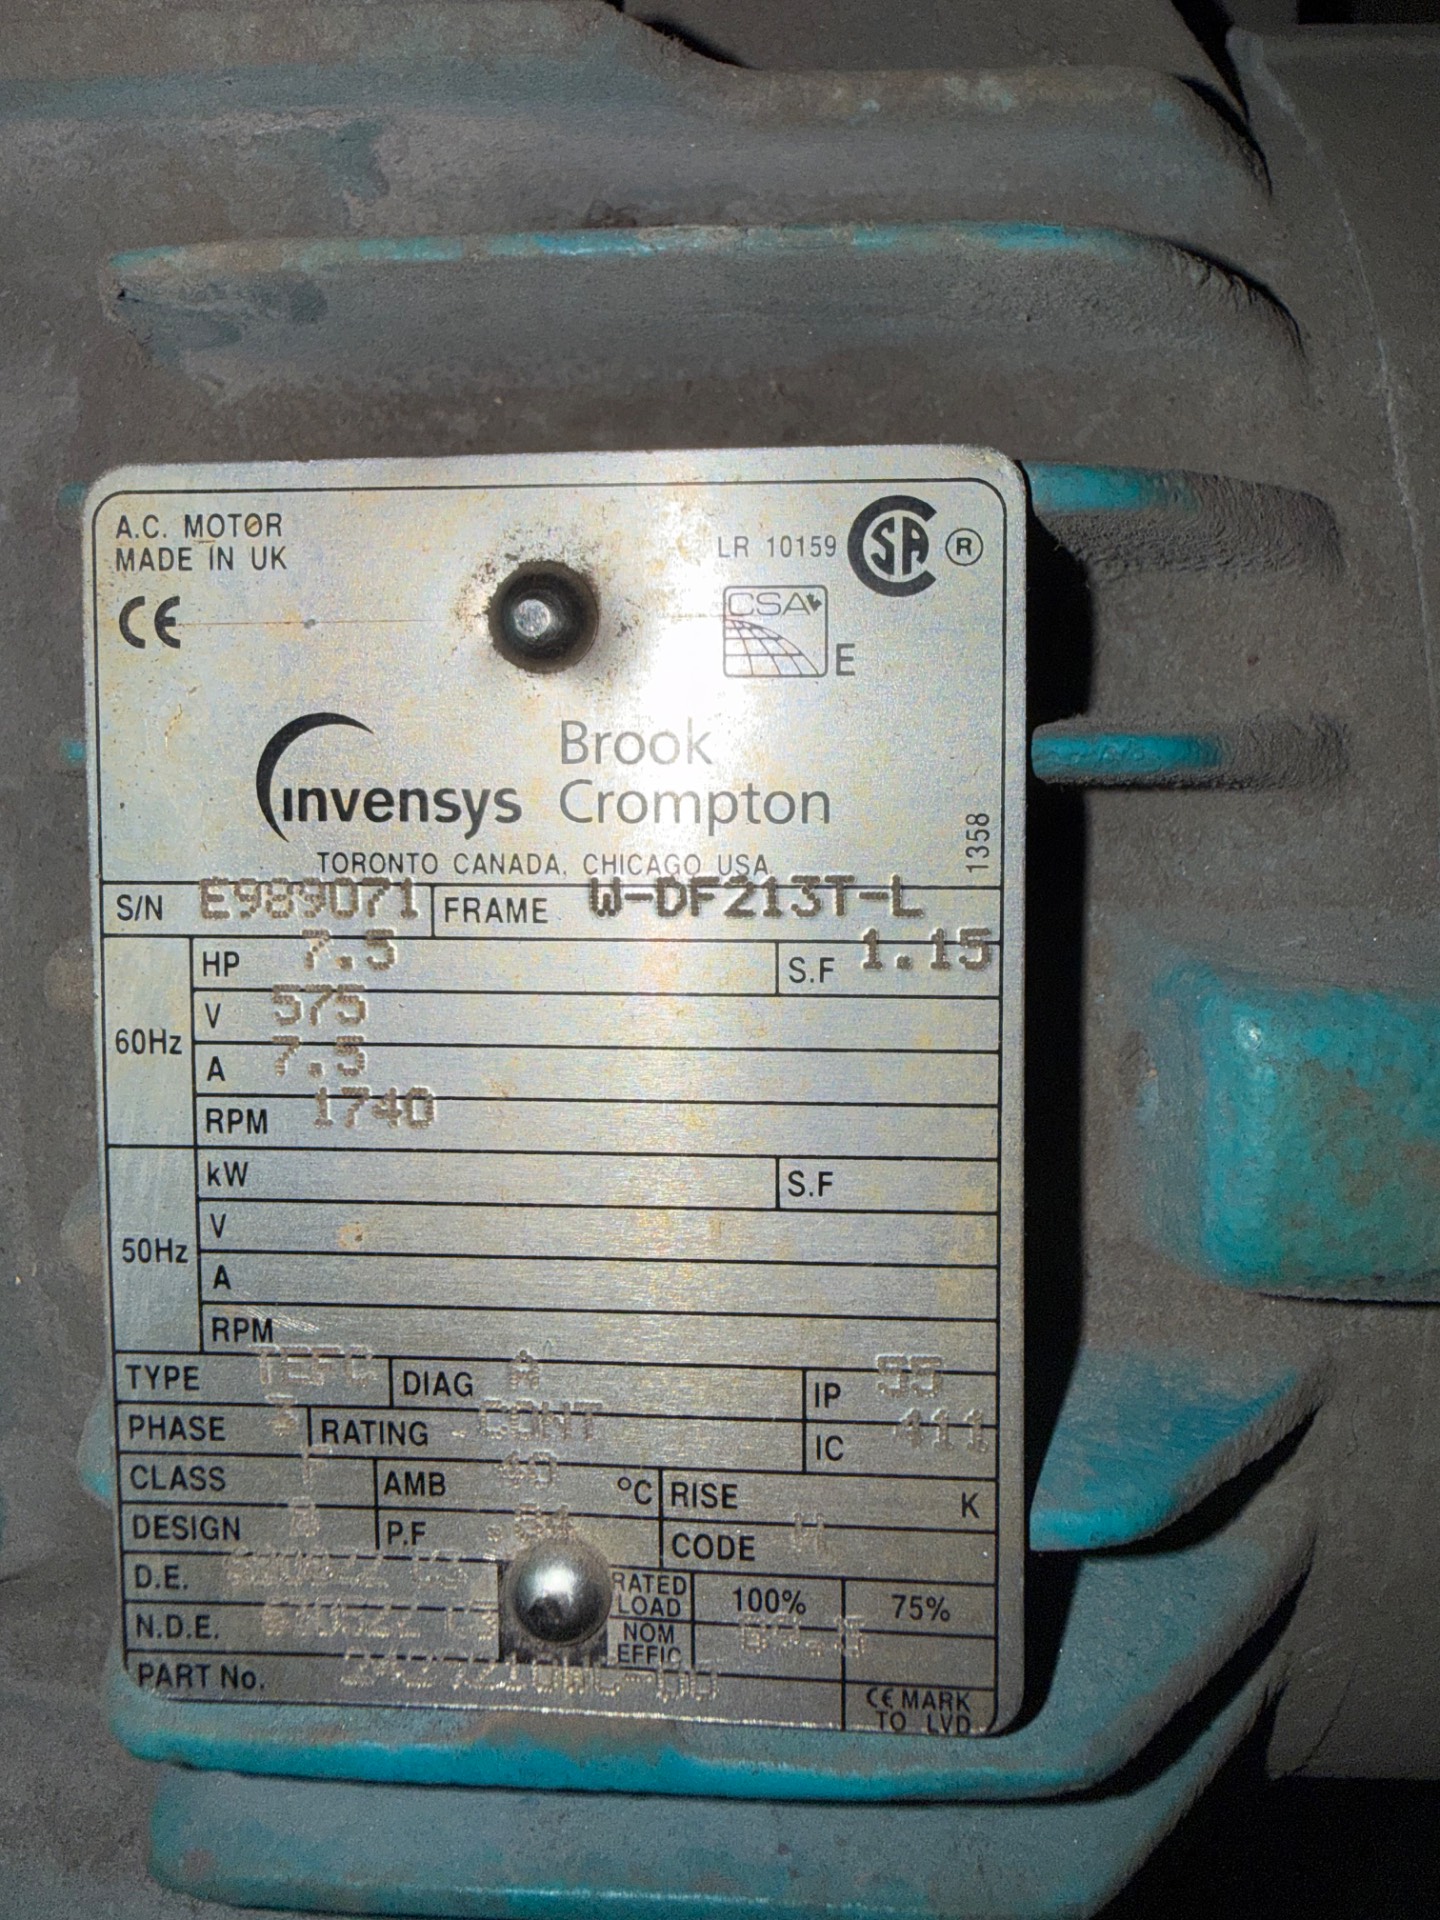 A.C. MOTOR
MADE IN UK
CE
LR 10159
CSA
E
invensys Brook Crompton
TORONTO CANADA, CHICAGO USA
1358
S/N E989071 FRAME W-DF213T-L
60Hz
HP 7.5 S.F 1.15
V 575
A 7.5
RPM 1740
50Hz
kW S.F
V
A
RPM
TYPE TEFC DIAG A IP 55
PHASE 3 RATING CONT IC 411
CLASS F AMB 40 °C RISE K
DESIGN B P.F CODE H
D.E. RATED LOAD 100% 75%
N.D.E. NOM EFFIC
PART No.
CE MARK
TO LVD